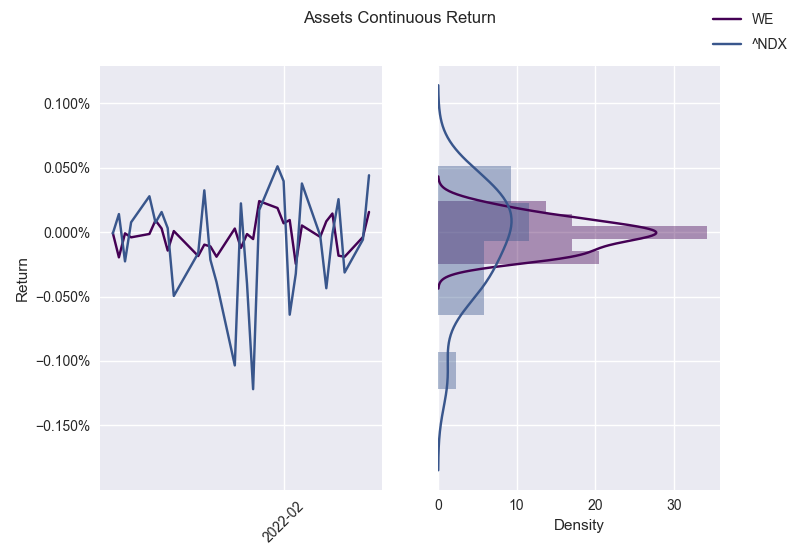 Assets Continuous Return
WE
^NDX
0.100%
0.050%
0.000%
−0.050%
−0.100%
−0.150%
Return
2022-02
0
10
20
30
Density